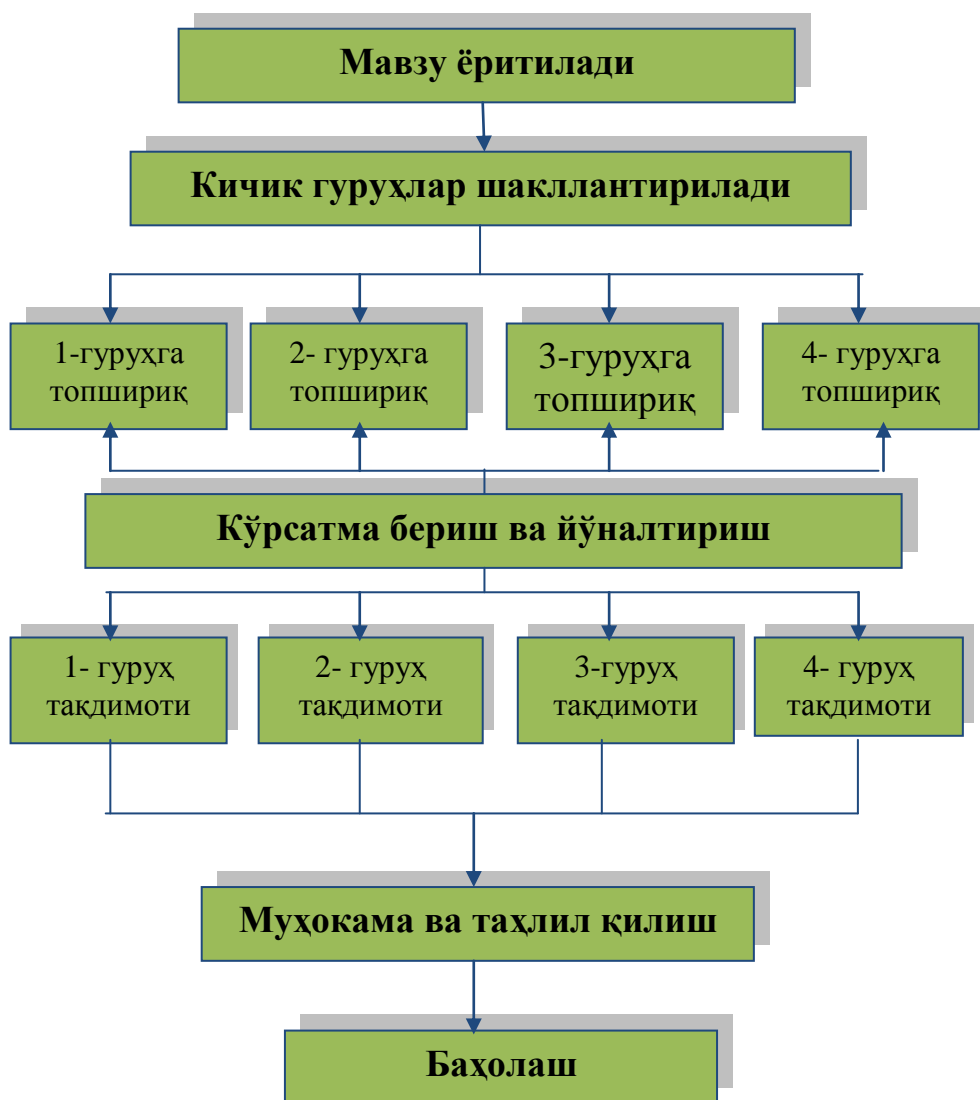 Мавзу ёритилади
Кичик гуруҳлар шакллантирилади
1-гуруҳга
топшириқ
2- гуруҳга
топшириқ
3-гуруҳга
топшириқ
4- гуруҳга
топшириқ
Кўрсатма бериш ва йўналтириш
1- гуруҳ
тақдимоти
2- гуруҳ
тақдимоти
3-гуруҳ
тақдимоти
4- гуруҳ
тақдимоти
Муҳокама ва таҳлил қилиш
Баҳолаш